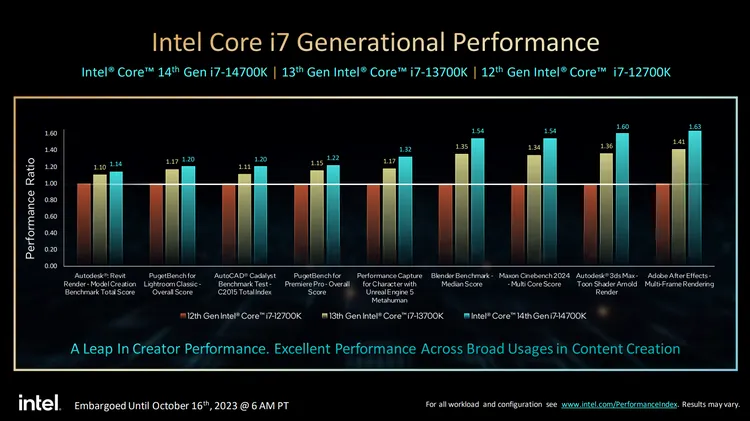 Intel Core i7 Generational Performance
Intel® Core™ 14th Gen i7-14700K | 13th Gen Intel® Core™ i7-13700K | 12th Gen Intel® Core™ i7-12700K
Performance Ratio
1.60
1.40
1.20
1.00
0.80
0.60
0.40
0.20
0.00
1.10 1.14
1.17 1.20
1.11 1.20
1.15 1.22
1.17 1.32
1.35 1.54
1.34 1.54
1.36 1.60
1.41 1.63
Autodesk®: Revit
Render - Model Creation
Benchmark Total Score
PugetBench for
Lightroom Classic -
Overall Score
AutoCAD® Cadalyst
Benchmark Test -
C2015 Total Index
PugetBench for
Premiere Pro - Overall
Score
Performance Capture
for Character with
Unreal Engine 5
Metahuman
Blender Benchmark -
Median Score
Maxon Cinebench 2024
- Multi Core Score
Autodesk® 3ds Max -
Toon Shader Arnold
Render
Adobe After Effects -
Multi-Frame Rendering
12th Gen Intel® Core™ i7-12700K
13th Gen Intel® Core™ i7-13700K
Intel® Core™ 14th Gen i7-14700K
A Leap In Creator Performance. Excellent Performance Across Broad Usages in Content Creation
intel.
Embargoed Until October 16th, 2023 @ 6 AM PT
For all workload and configuration see www.intel.com/PerformanceIndex. Results may vary.